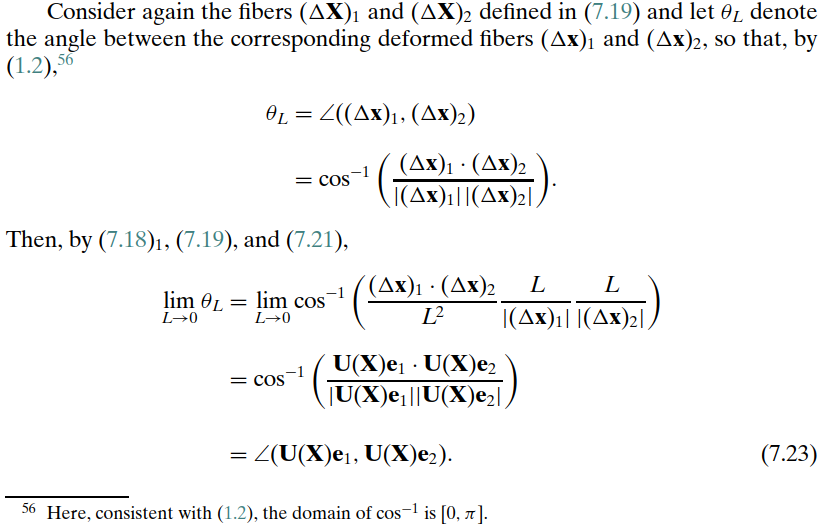 Consider again the fibers (ΔX)₁ and (ΔX)₂ defined in (7.19) and let θ_L denote
the angle between the corresponding deformed fibers (Δx)₁ and (Δx)₂, so that, by
(1.2),⁵⁶
θ_L = ∠((Δx)₁, (Δx)₂)
= cos⁻¹ ( (Δx)₁ · (Δx)₂ / |(Δx)₁||(Δx)₂| ).
Then, by (7.18)₁, (7.19), and (7.21),
lim_{L→0} θ_L = lim_{L→0} cos⁻¹ ( (Δx)₁ · (Δx)₂ / L² L / |(Δx)₁| L / |(Δx)₂| )
= cos⁻¹ ( U(X)e₁ · U(X)e₂ / |U(X)e₁||U(X)e₂| )
= ∠(U(X)e₁, U(X)e₂). (7.23)
⁵⁶ Here, consistent with (1.2), the domain of cos⁻¹ is [0, π].